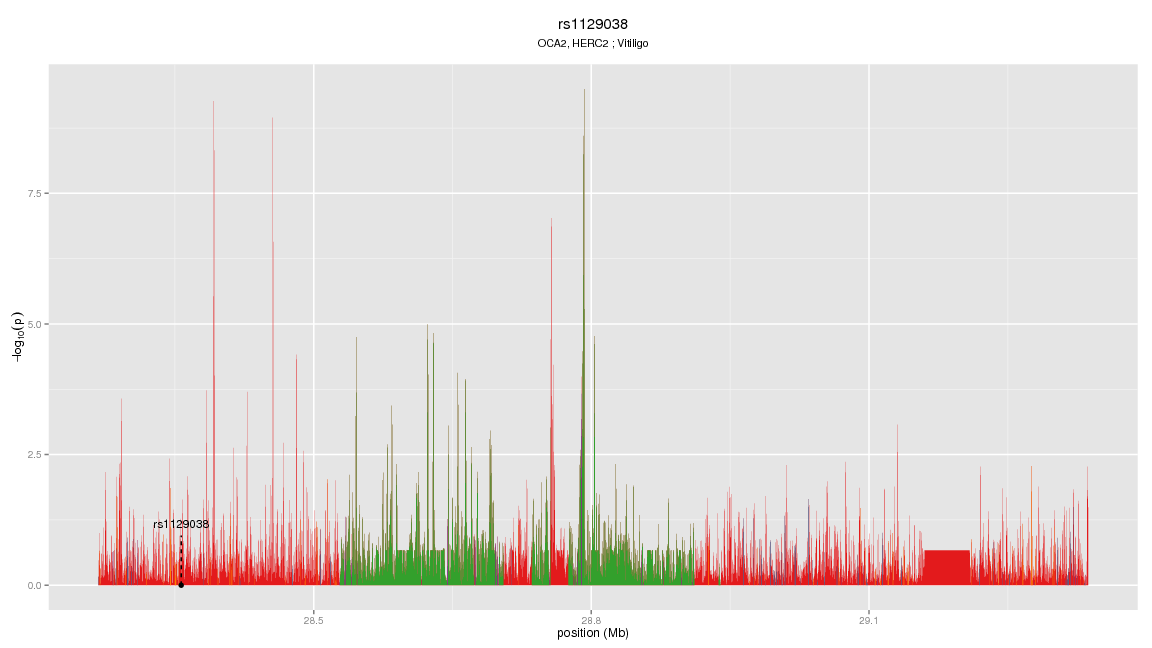 rs1129038
OCA2, HERC2 ; Vitiligo
7.5
5.0
2.5
0.0
−log10(p)
rs1129038
28.5
28.8
29.1
position (Mb)